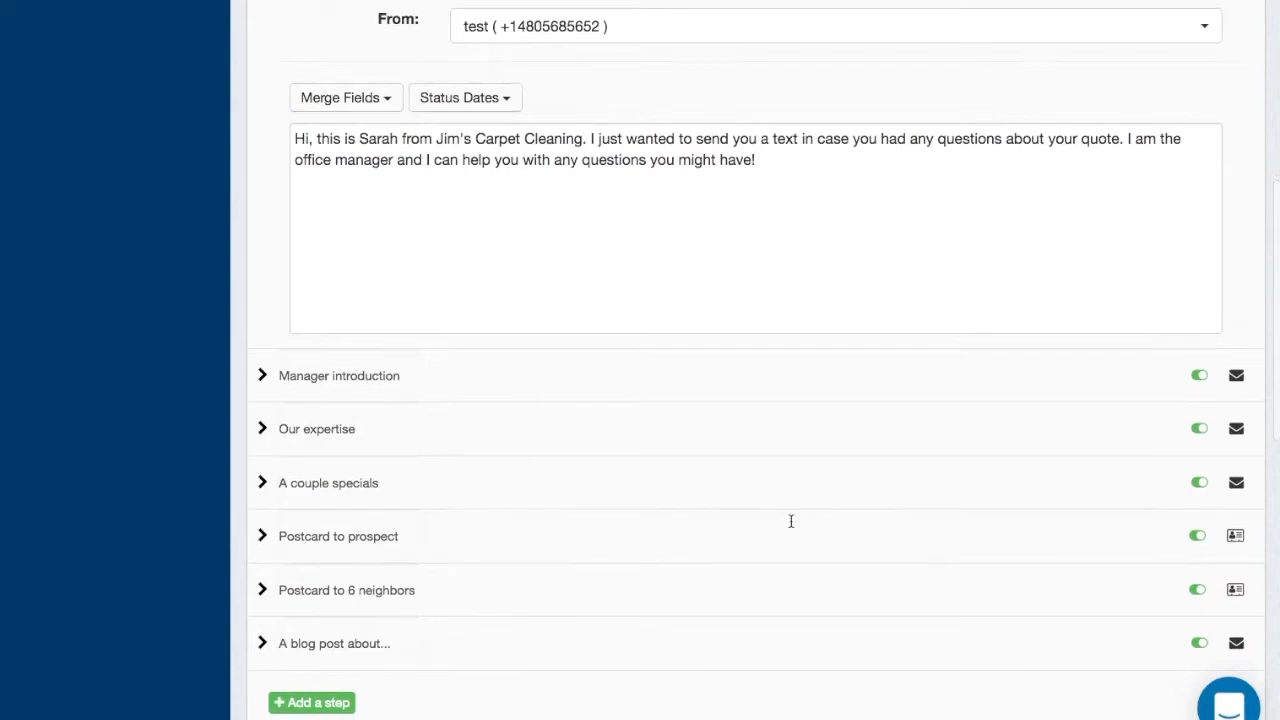 From:
test ( +14805685652 )
Merge Fields
Status Dates
Hi, this is Sarah from Jim's Carpet Cleaning. I just wanted to send you a text in case you had any questions about your quote. I am the
office manager and I can help you with any questions you might have!
Manager introduction
Our expertise
A couple specials
Postcard to prospect
Postcard to 6 neighbors
A blog post about...
+ Add a step